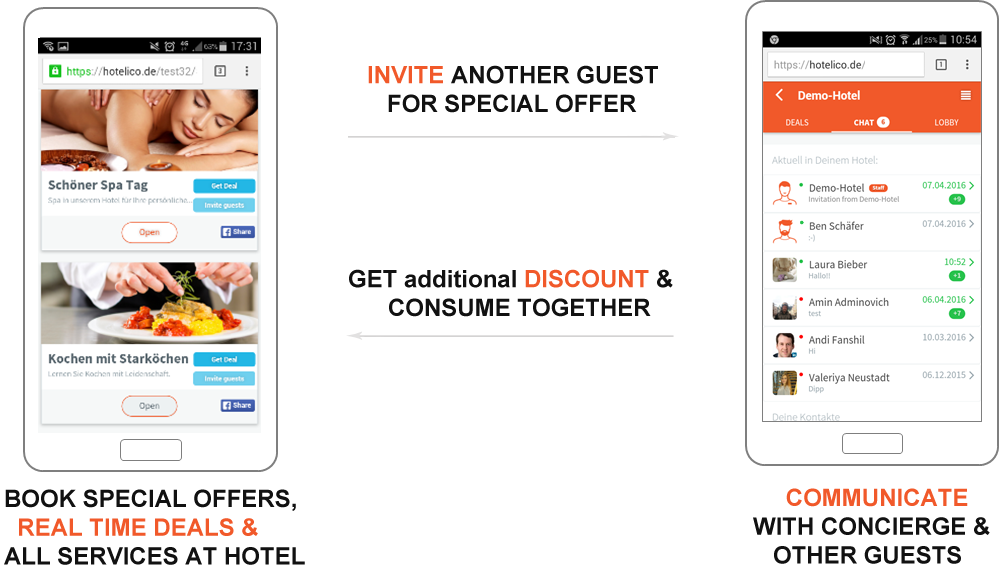 17:31
4G
63%
https://hotelico.de/test32/
3
Schöner Spa Tag
Get Deal
Spa in unserem Hotel für Ihre persönliche...
Invite guests
Open
Share
Kochen mit Starköchen
Get Deal
Lernen Sie Kochen mit Leidenschaft.
Invite guests
Open
Share
BOOK SPECIAL OFFERS,
REAL TIME DEALS &
ALL SERVICES AT HOTEL
INVITE ANOTHER GUEST
FOR SPECIAL OFFER
GET additional DISCOUNT &
CONSUME TOGETHER
25% 10:54
https://hotelico.de/
1
Demo-Hotel
DEALS CHAT 6 LOBBY
Aktuell in Deinem Hotel:
Demo-Hotel Staff 07.04.2016
Invitation from Demo-Hotel +9
Ben Schäfer 07.04.2016
:-)
Laura Bieber 10:52
Hallo!! +1
Amin Adminovich 06.04.2016
test +7
Andi Fanshil 10.03.2016
Hi
Valeriya Neustadt 06.12.2015
Dipp
Deine Kontakte
COMMUNICATE
WITH CONCIERGE &
OTHER GUESTS